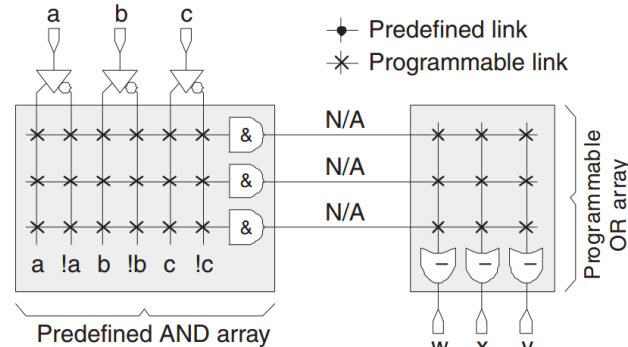 a b c
Predefined link
Programmable link
N/A
&
N/A
&
N/A
&
a !a b !b c !c
Predefined AND array
Programmable
OR array
w x y